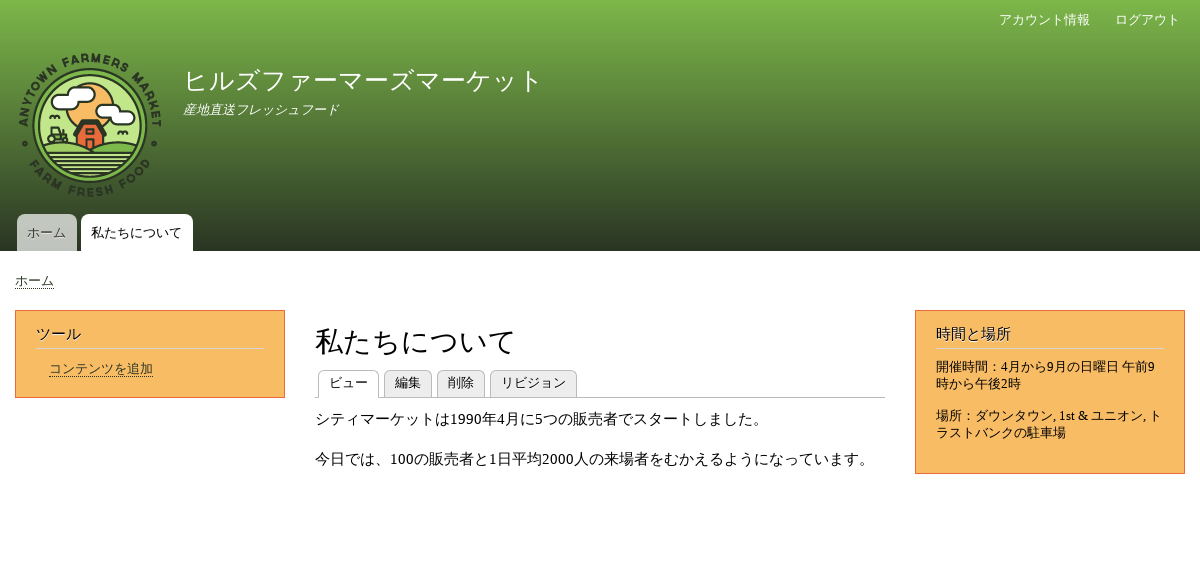 アカウント情報 ログアウト
ANYTOWN FARMERS MARKET
FARM FRESH FOOD
ヒルズファーマーズマーケット
産地直送フレッシュフード
ホーム 私たちについて
ホーム
ツール
コンテンツを追加
私たちについて
ビュー 編集 削除 リビジョン
シティマーケットは1990年4月に5つの販売者でスタートしました。
今日では、100の販売者と1日平均2000人の来場者をむかえるようになっています。
時間と場所
開催時間：4月から9月の日曜日 午前9
時から午後2時
場所：ダウンタウン, 1st & ユニオン, ト
ラストバンクの駐車場